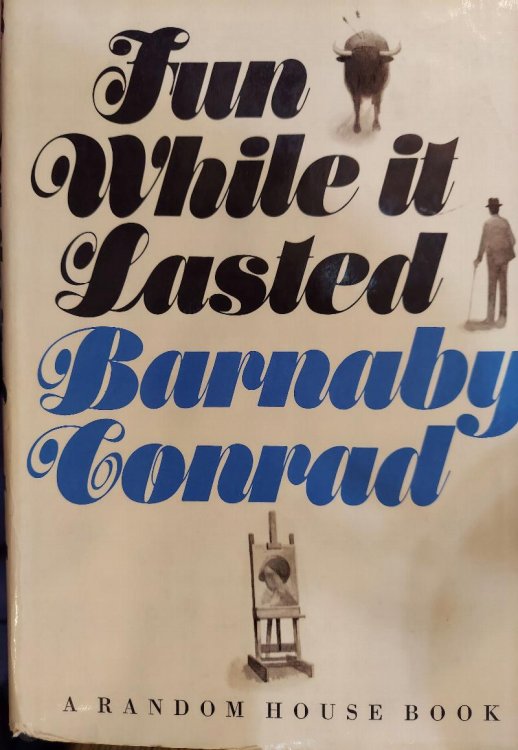 Fun
While it
Lasted
Barnaby
Conrad
A RANDOM HOUSE BOOK